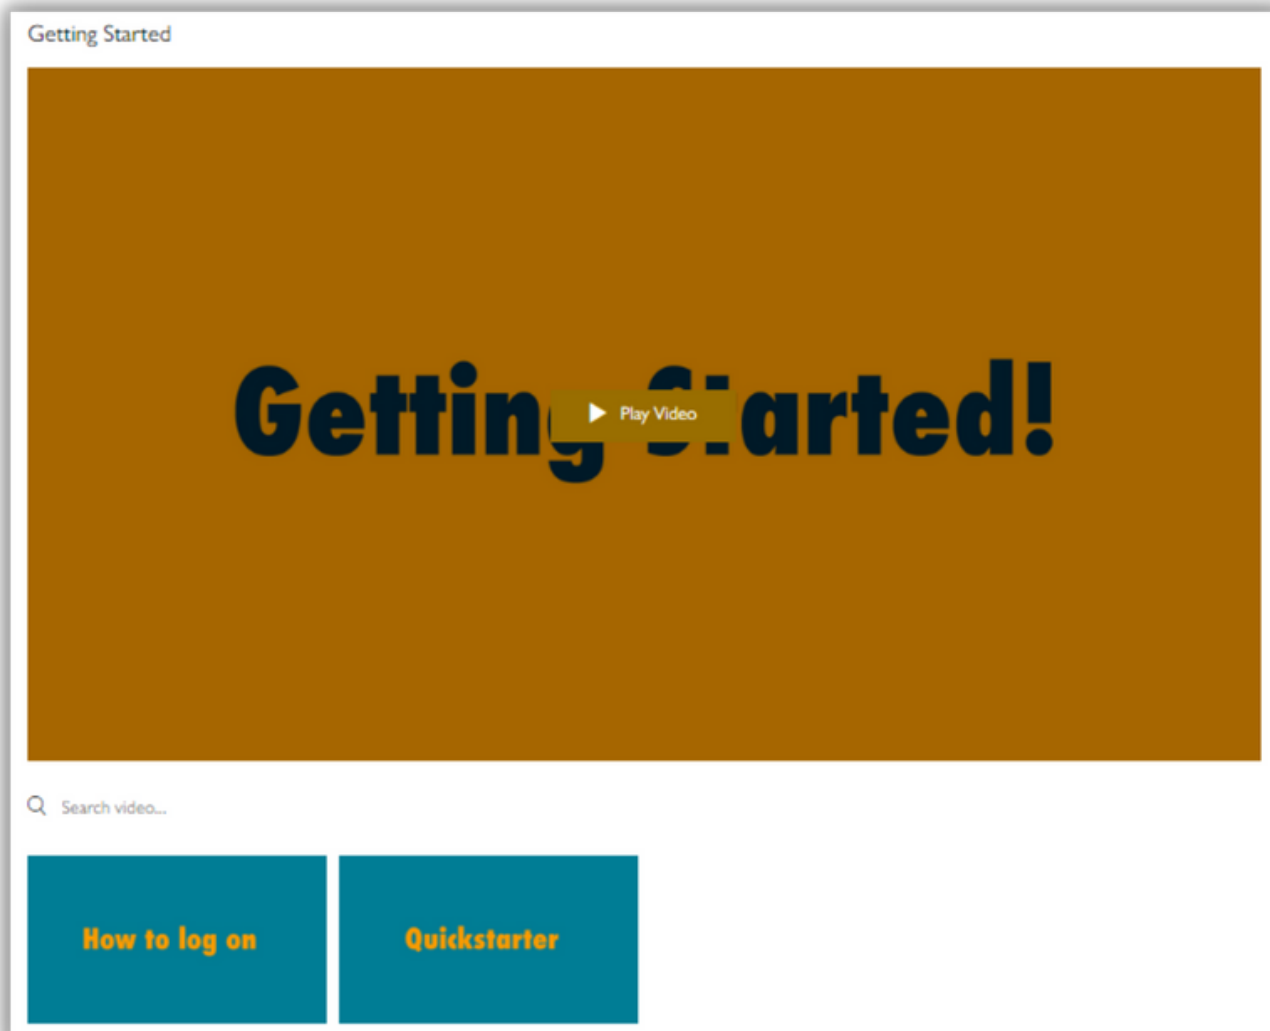 Getting Started
Getting Started!
Play Video
Search video...
How to log on
Quickstarter